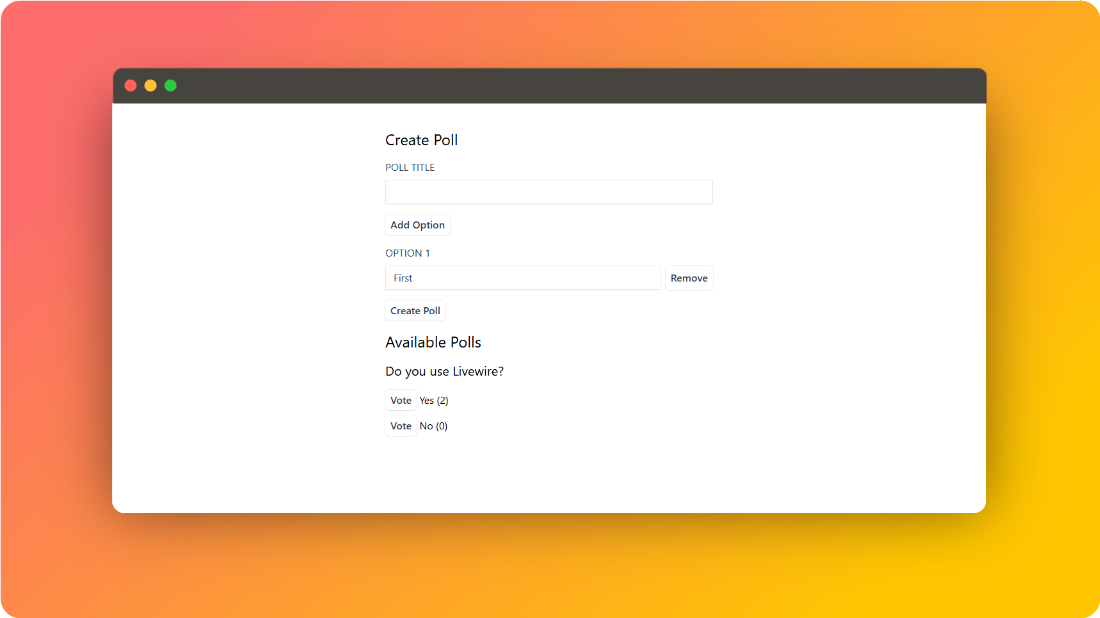 Create Poll
POLL TITLE
Add Option
OPTION 1
First Remove
Create Poll
Available Polls
Do you use Livewire?
Vote Yes (2)
Vote No (0)